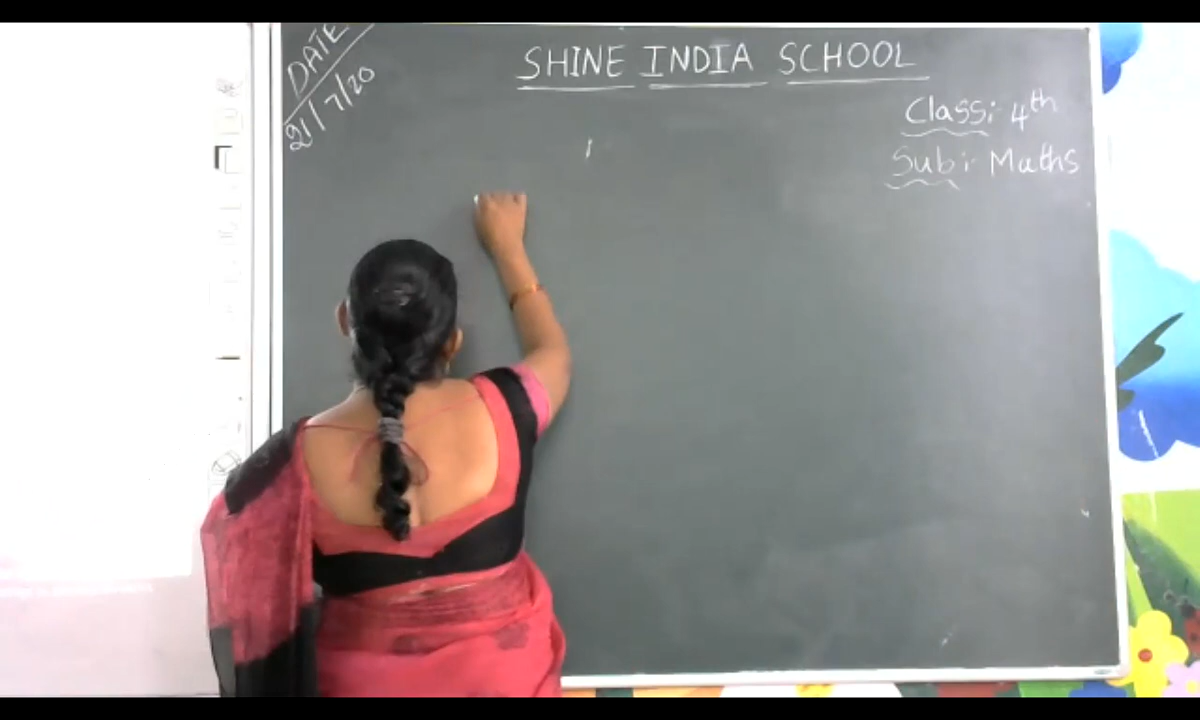 DATE
21/7/20
SHINE INDIA SCHOOL
Class:- 4th
Sub:- Maths